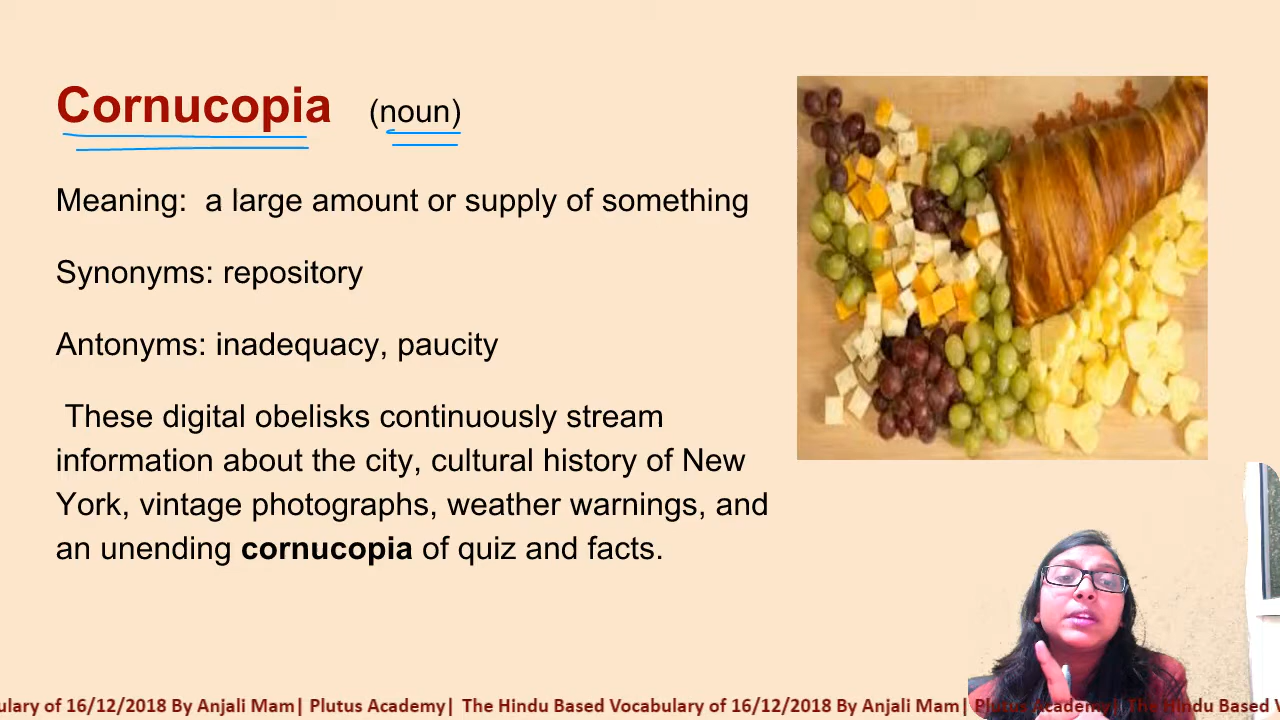 Cornucopia (noun)
Meaning: a large amount or supply of something
Synonyms: repository
Antonyms: inadequacy, paucity
These digital obelisks continuously stream
information about the city, cultural history of New
York, vintage photographs, weather warnings, and
an unending cornucopia of quiz and facts.
ulary of 16/12/2018 By Anjali Mam| Plutus Academy| The Hindu Based Vocabulary of 16/12/2018 By Anjali Mam| Plutus Academy| The Hindu Based V